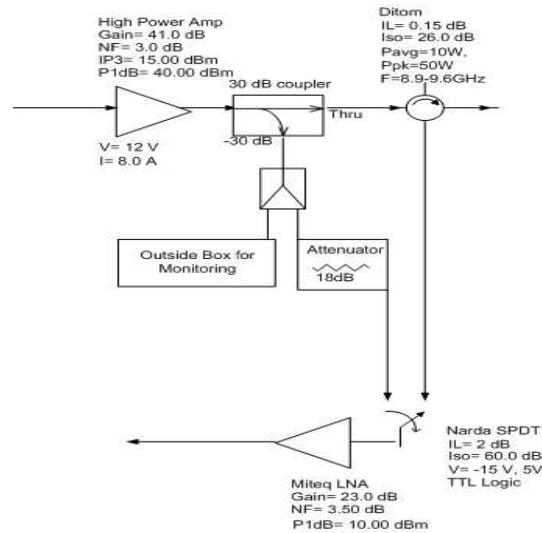 High Power Amp
Gain= 41.0 dB
NF= 3.0 dB
IP3= 15.00 dBm
P1dB= 40.00 dBm
V= 12 V
I= 8.0 A
30 dB coupler
Thru
-30 dB
Ditom
IL= 0.15 dB
Iso= 26.0 dB
Pavg=10W,
Ppk=50W
F=8.9-9.6GHz
Outside Box for
Monitoring
Attenuator
18dB
Narda SPDT
IL= 2 dB
Iso= 60.0 dB
V= -15 V, 5V
TTL Logic
Miteq LNA
Gain= 23.0 dB
NF= 3.50 dB
P1dB= 10.00 dBm